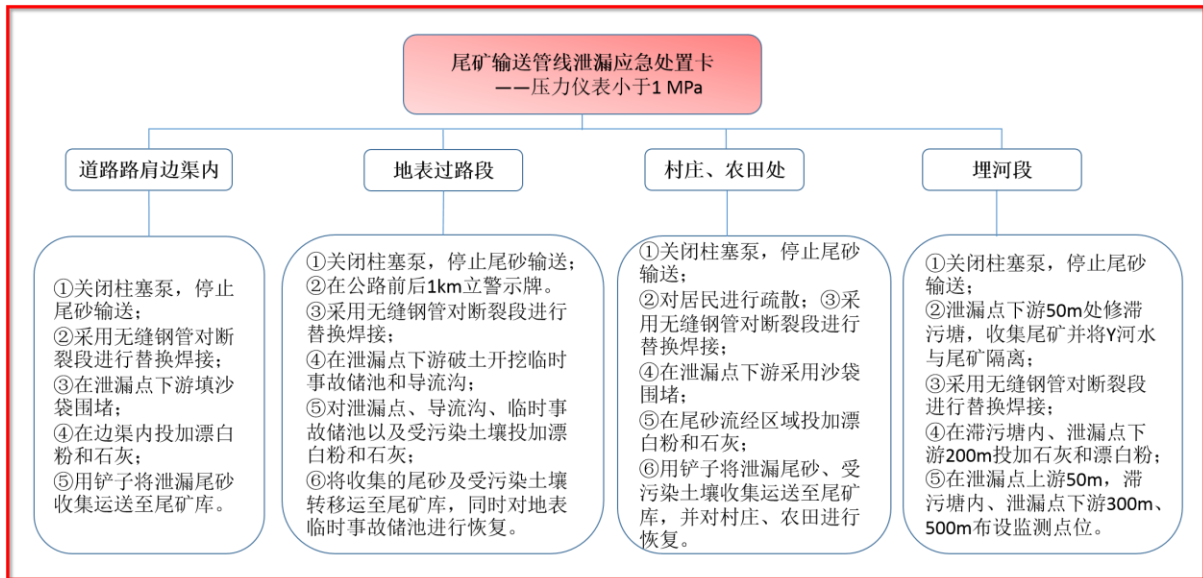 尾矿输送管线泄漏应急处置卡
——压力仪表小于1 MPa
道路路肩边渠内
地表过路段
村庄、农田处
埋河段
①关闭柱塞泵，停止
尾砂输送；
②采用无缝钢管对断
裂段进行替换焊接；
③在泄漏点下游填沙
袋围堵；
④在边渠内投加漂白
粉和石灰；
⑤用铲子将泄漏尾砂
收集运送至尾矿库。
①关闭柱塞泵，停止尾砂输送；
②在公路前后1km立警示牌。
③采用无缝钢管对断裂段进行
替换焊接；
④在泄漏点下游破土开挖临时
事故储池和导流沟；
⑤对泄漏点、导流沟、临时事
故储池以及受污染土壤投加漂
白粉和石灰；
⑥将收集的尾砂及受污染土壤
转移运至尾矿库，同时对地表
临时事故储池进行恢复。
①关闭柱塞泵，停止尾砂
输送；
②对居民进行疏散；③采
用无缝钢管对断裂段进行
替换焊接；
④在泄漏点下游采用沙袋
围堵；
⑤在尾砂流经区域投加漂
白粉和石灰；
⑥用铲子将泄漏尾砂、受
污染土壤收集运送至尾矿
库，并对村庄、农田进行
恢复。
①关闭柱塞泵，停止尾砂
输送；
②泄漏点下游50m处修滞
污塘，收集尾矿并将Y河水
与尾矿隔离；
③采用无缝钢管对断裂段
进行替换焊接；
④在滞污塘内、泄漏点下
游200m投加石灰和漂白粉；
⑤在泄漏点上游50m，滞
污塘内、泄漏点下游300m、
500m布设监测点位。